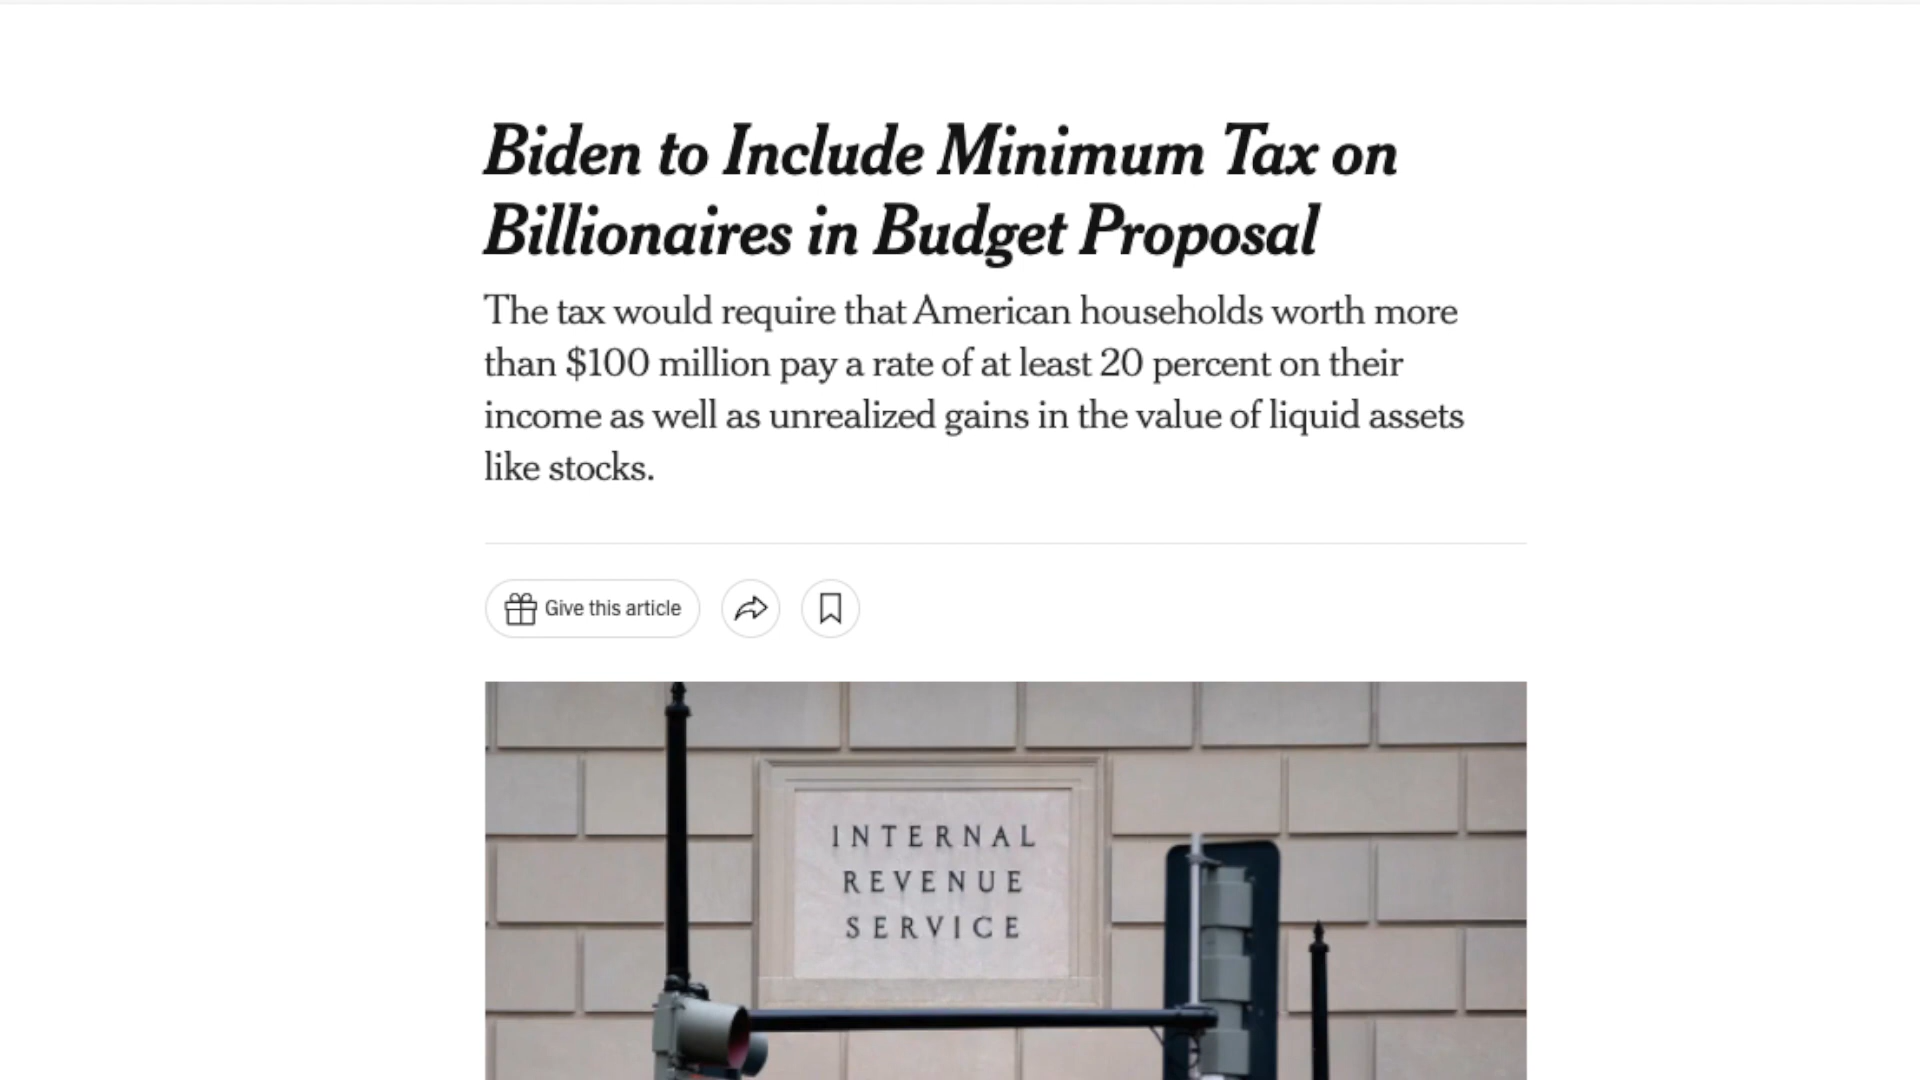 Biden to Include Minimum Tax on
Billionaires in Budget Proposal
The tax would require that American households worth more
than $100 million pay a rate of at least 20 percent on their
income as well as unrealized gains in the value of liquid assets
like stocks.
Give this article
INTERNAL
REVENUE
SERVICE